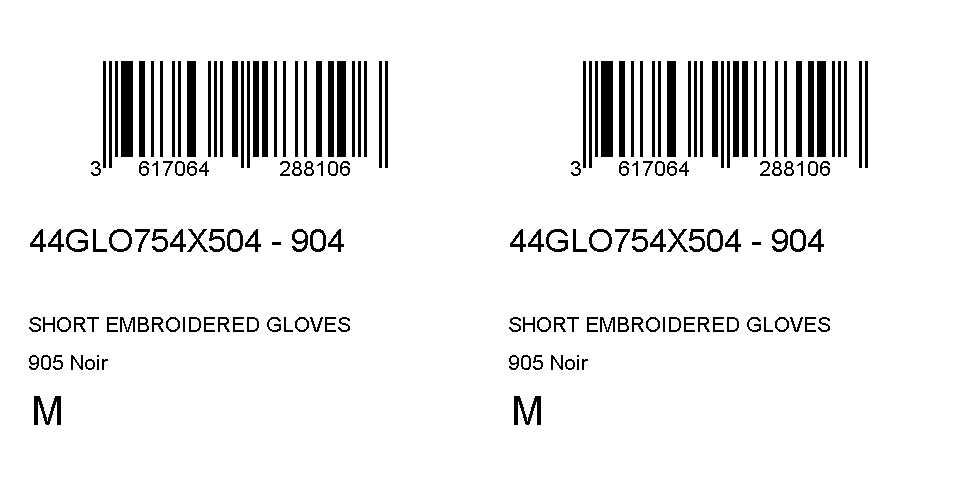 3 617064 288106
44GLO754X504 - 904
SHORT EMBROIDERED GLOVES
905 Noir
M
3 617064 288106
44GLO754X504 - 904
SHORT EMBROIDERED GLOVES
905 Noir
M